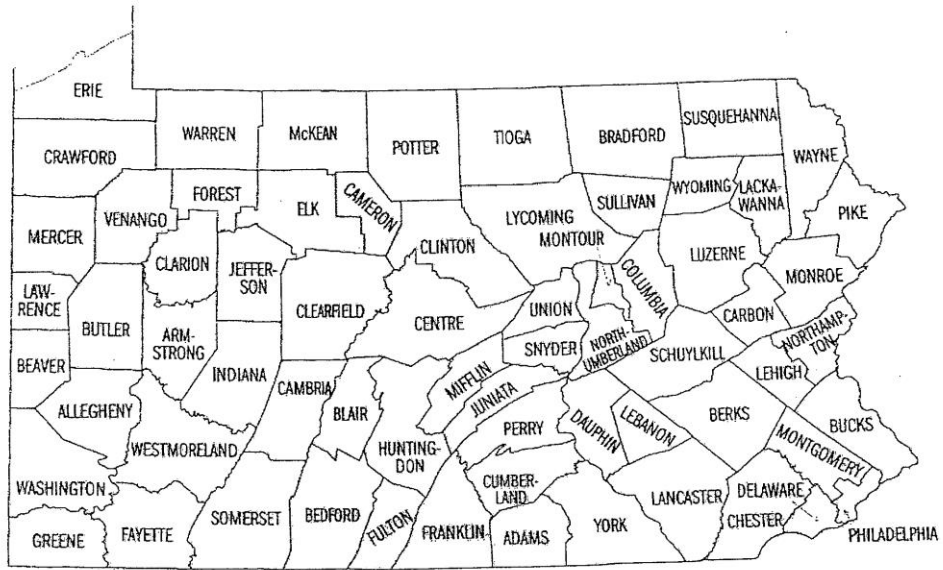 ERIE
WARREN
McKEAN
POTTER
TIOGA
BRADFORD
SUSQUEHANNA
WAYNE
CRAWFORD
FOREST
ELK
CAMERON
LYCOMING
SULLIVAN
WYOMING
LACKA-
WANNA
PIKE
VENANGO
MERCER
CLARION
JEFFER-
SON
CLINTON
MONTOUR
COLUMBIA
LUZERNE
MONROE
LAW-
RENCE
BUTLER
ARM-
STRONG
CLEARFIELD
CENTRE
UNION
SNYDER
NORTH-
UMBERLAND
SCHUYLKILL
CARBON
NORTHAMP-
TON
LEHIGH
BEAVER
INDIANA
CAMBRIA
BLAIR
MIFFLIN
JUNIATA
ALLEGHENY
WESTMORELAND
HUNTING-
DON
PERRY
DAUPHIN
LEBANON
BERKS
BUCKS
MONTGOMERY
WASHINGTON
CUMBER-
LAND
LANCASTER
DELAWARE
CHESTER
GREENE
FAYETTE
SOMERSET
BEDFORD
FULTON
FRANKLIN
ADAMS
YORK
PHILADELPHIA